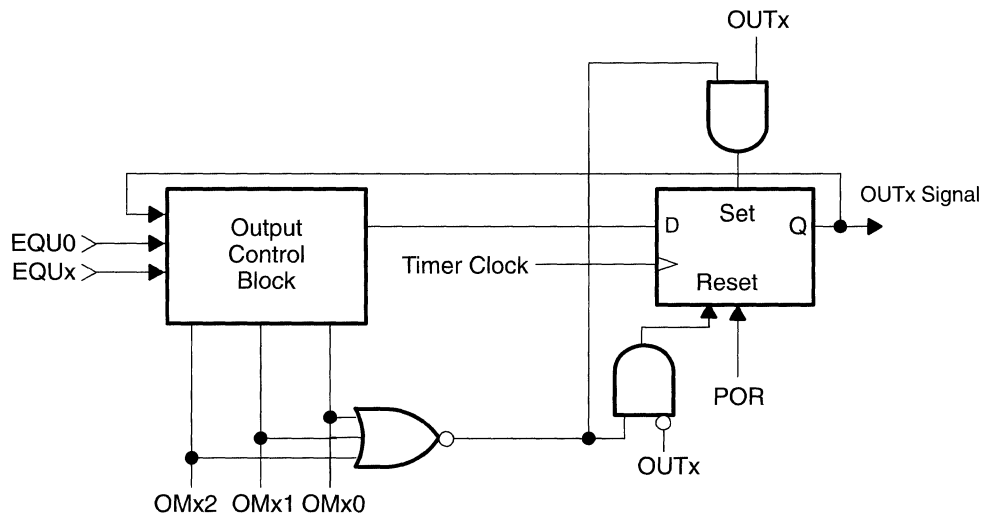 OUTx
OUTx Signal
EQU0
EQUx
Output
Control
Block
D
Set
Q
Timer Clock
Reset
POR
OUTx
OMx2 OMx1 OMx0